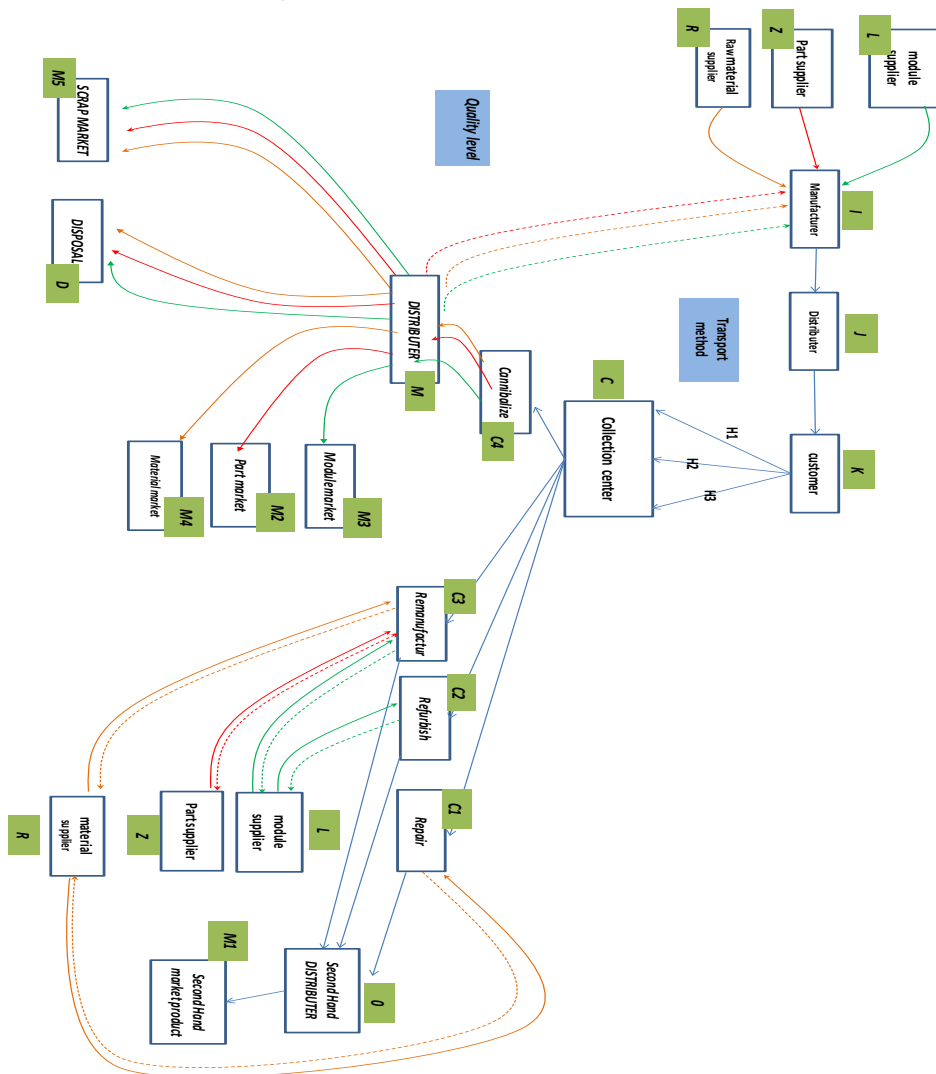 L
module
supplier
Z
Part supplier
R
Raw material
supplier
I
Manufacturer
J
Distributer
K
customer
Transport
method
H1
H2
H3
C
Collection center
Quality level
M5
SCRAP MARKET
DISPOSAL
D
DISTRIBUTER
M
Cannibalize
C4
Module market
M3
Part market
M2
Material market
M4
C3
Remanufactur
C2
Refurbish
C1
Repair
L
module
supplier
Z
Part supplier
R
material
supplier
O
Second Hand
DISTRIBUTER
M1
Second Hand
market product